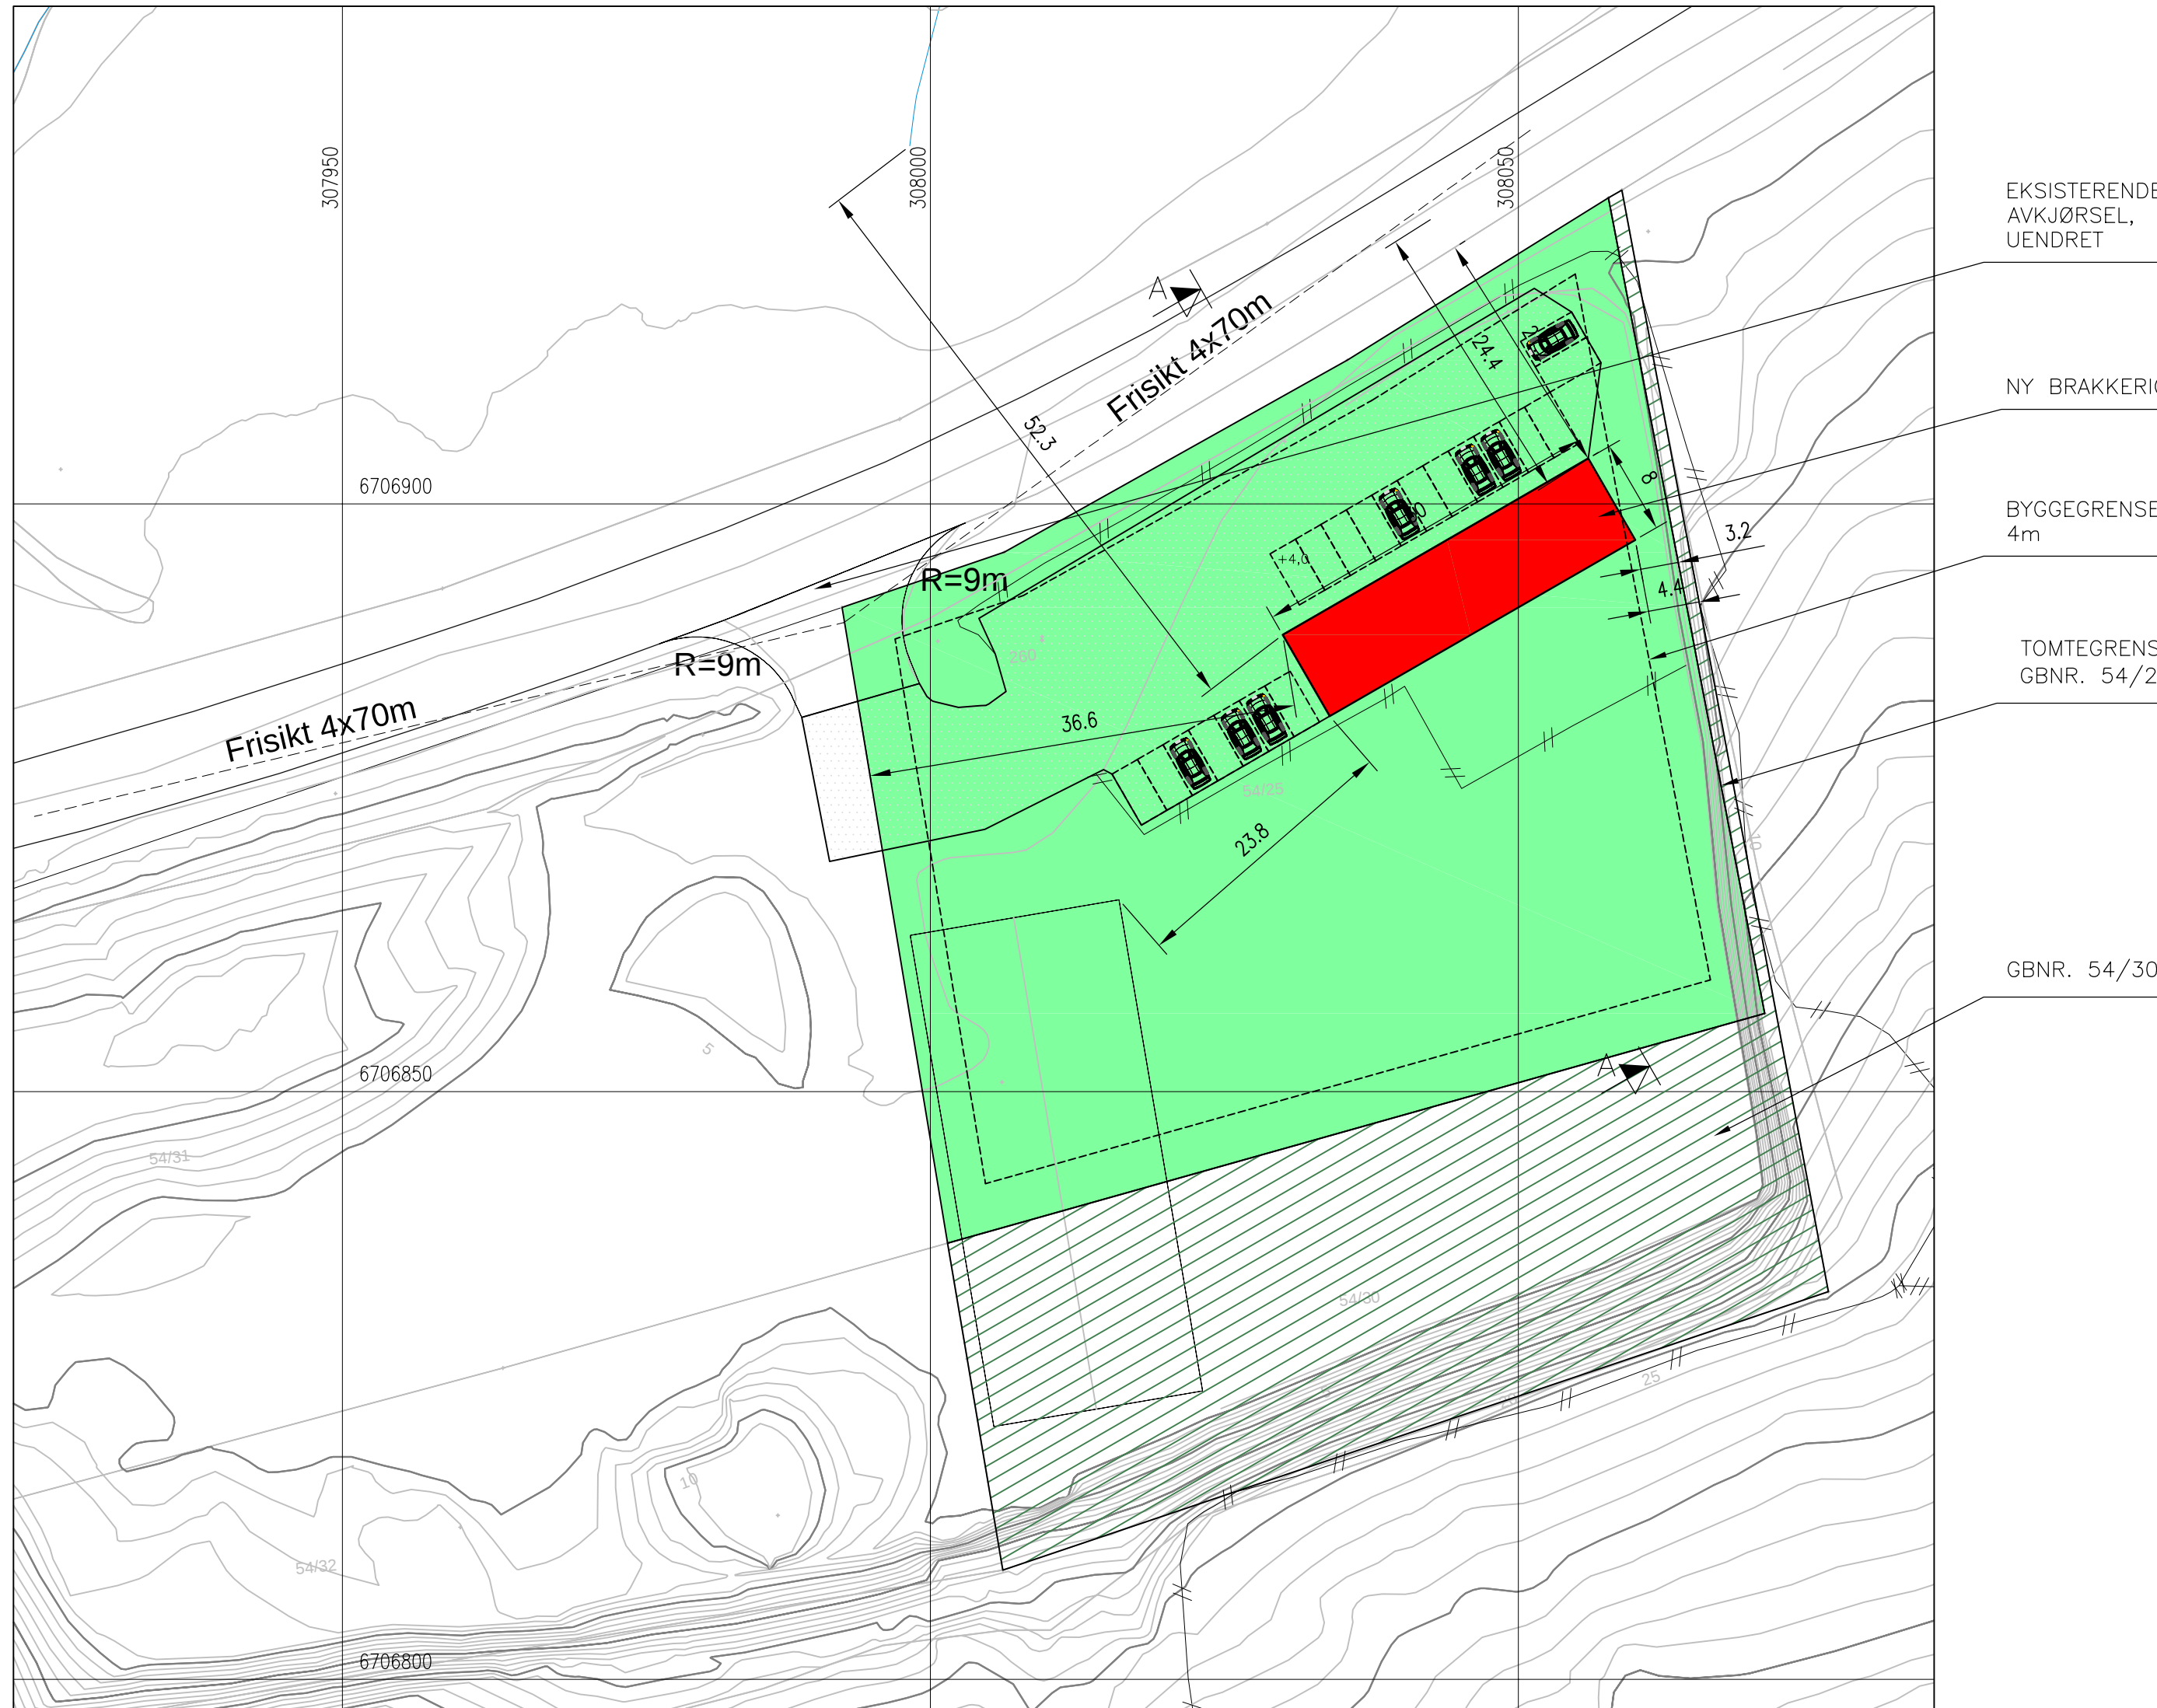 307950
308000
308050
EKSISTERENDE
AVKJØRSEL,
UENDRET
A
Frisikt 4x70m
24.4
NY BRAKKERIG
52.3
6706900
8
BYGGEGRENSE
4m
3.2
+4,0
R=9m
4.4
260
R=9m
TOMTEGRENS
GBNR. 54/2
Frisikt 4x70m
36.6
54/25
23.8
10
GBNR. 54/30
5
6706850
A
54/31
54/30
25
10
54/32
6706800